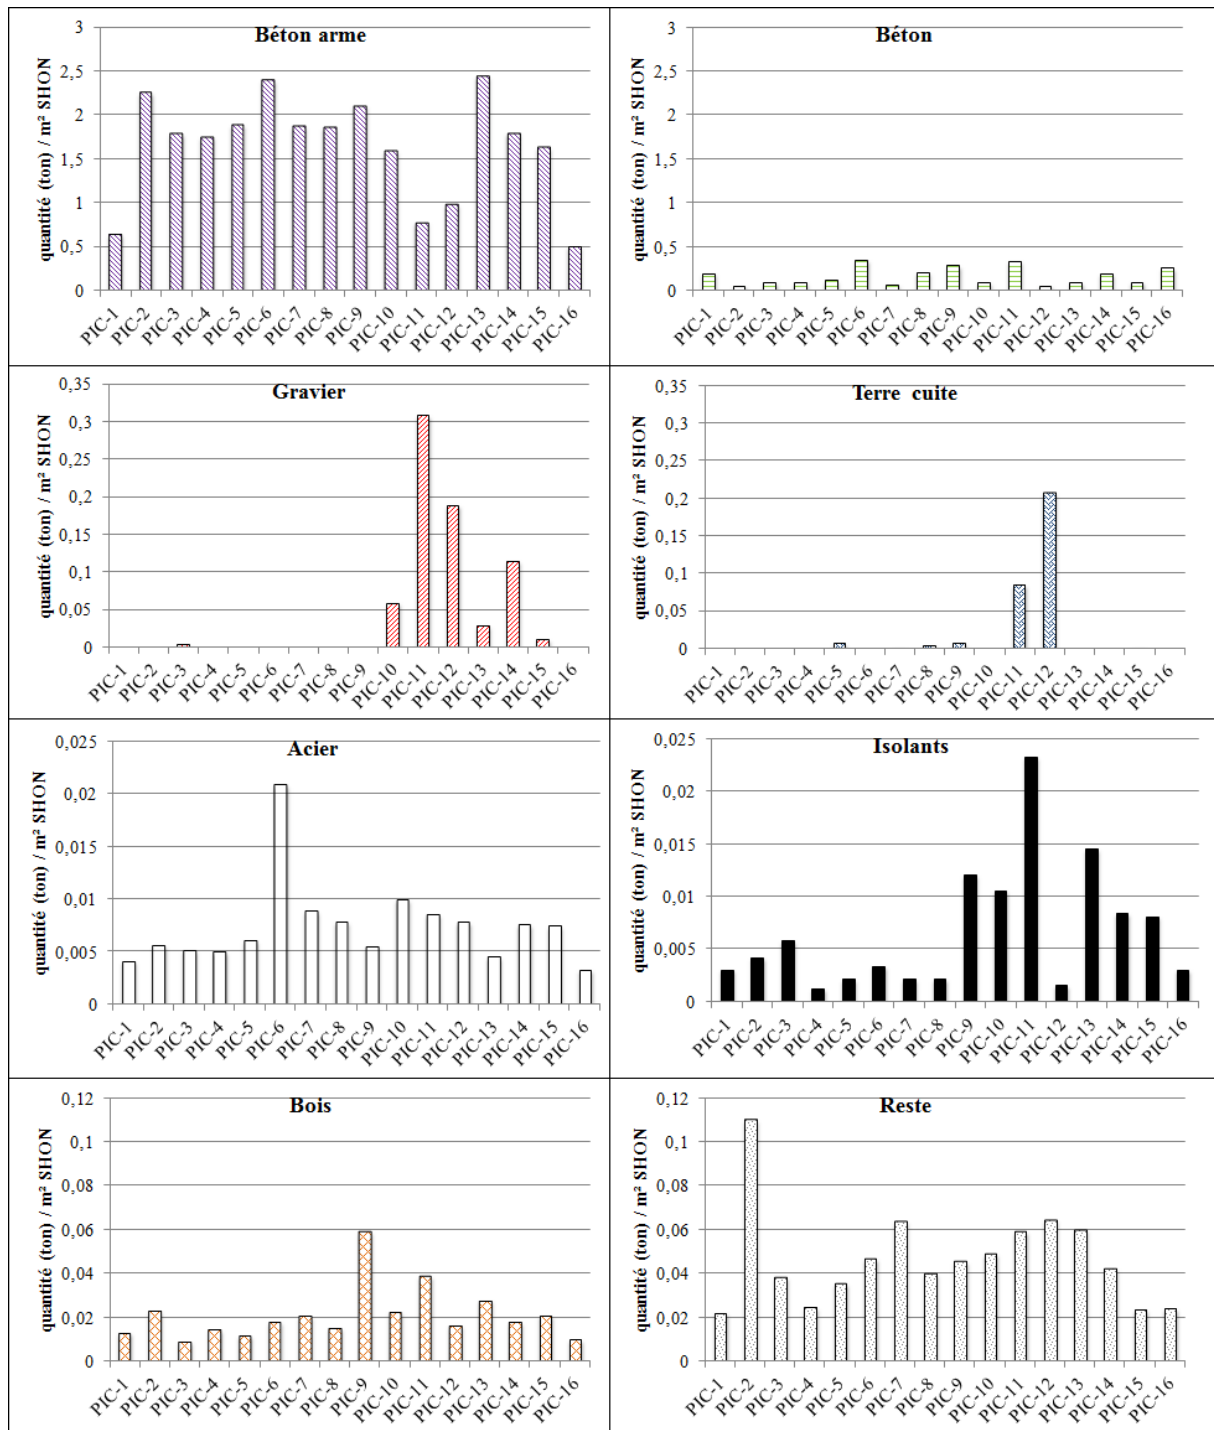 Béton arme
quantité (ton) / m² SHON
3
2,5
2
1,5
1
0,5
0
PIC-1
PIC-2
PIC-3
PIC-4
PIC-5
PIC-6
PIC-7
PIC-8
PIC-9
PIC-10
PIC-11
PIC-12
PIC-13
PIC-14
PIC-15
PIC-16
Béton
quantité (ton) / m² SHON
3
2,5
2
1,5
1
0,5
0
PIC-1
PIC-2
PIC-3
PIC-4
PIC-5
PIC-6
PIC-7
PIC-8
PIC-9
PIC-10
PIC-11
PIC-12
PIC-13
PIC-14
PIC-15
PIC-16
Gravier
quantité (ton) / m² SHON
0,35
0,3
0,25
0,2
0,15
0,1
0,05
0
PIC-1
PIC-2
PIC-3
PIC-4
PIC-5
PIC-6
PIC-7
PIC-8
PIC-9
PIC-10
PIC-11
PIC-12
PIC-13
PIC-14
PIC-15
PIC-16
Terre cuite
quantité (ton) / m² SHON
0,35
0,3
0,25
0,2
0,15
0,1
0,05
0
PIC-1
PIC-2
PIC-3
PIC-4
PIC-5
PIC-6
PIC-7
PIC-8
PIC-9
PIC-10
PIC-11
PIC-12
PIC-13
PIC-14
PIC-15
PIC-16
Acier
quantité (ton) / m² SHON
0,025
0,02
0,015
0,01
0,005
0
PIC-1
PIC-2
PIC-3
PIC-4
PIC-5
PIC-6
PIC-7
PIC-8
PIC-9
PIC-10
PIC-11
PIC-12
PIC-13
PIC-14
PIC-15
PIC-16
Isolants
quantité (ton) / m² SHON
0,025
0,02
0,015
0,01
0,005
0
PIC-1
PIC-2
PIC-3
PIC-4
PIC-5
PIC-6
PIC-7
PIC-8
PIC-9
PIC-10
PIC-11
PIC-12
PIC-13
PIC-14
PIC-15
PIC-16
Bois
quantité (ton) / m² SHON
0,12
0,1
0,08
0,06
0,04
0,02
0
PIC-1
PIC-2
PIC-3
PIC-4
PIC-5
PIC-6
PIC-7
PIC-8
PIC-9
PIC-10
PIC-11
PIC-12
PIC-13
PIC-14
PIC-15
PIC-16
Reste
quantité (ton) / m² SHON
0,12
0,1
0,08
0,06
0,04
0,02
0
PIC-1
PIC-2
PIC-3
PIC-4
PIC-5
PIC-6
PIC-7
PIC-8
PIC-9
PIC-10
PIC-11
PIC-12
PIC-13
PIC-14
PIC-15
PIC-16